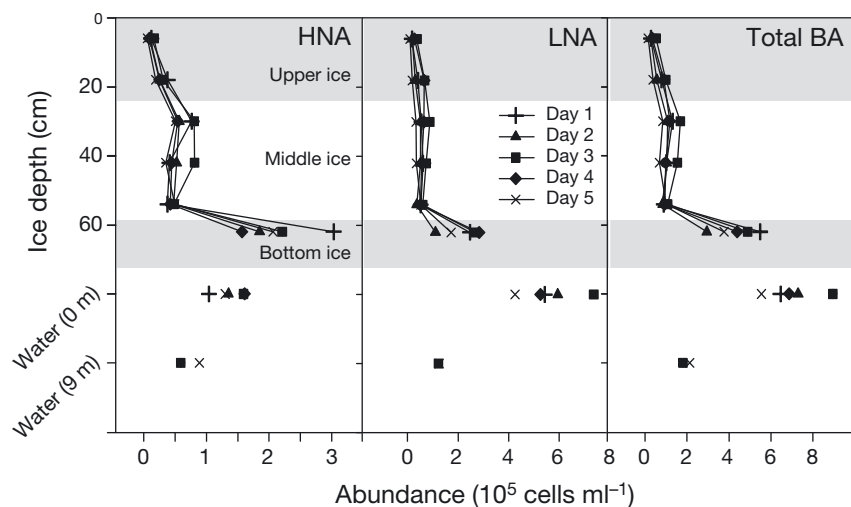 HNA
LNA
Total BA
Upper ice
Middle ice
Bottom ice
Day 1
Day 2
Day 3
Day 4
Day 5
Ice depth (cm)
0
20
40
60
Water (0 m)
Water (9 m)
0 1 2 3
0 2 4 6 8
0 2 4 6 8
Abundance (10⁵ cells ml⁻¹)